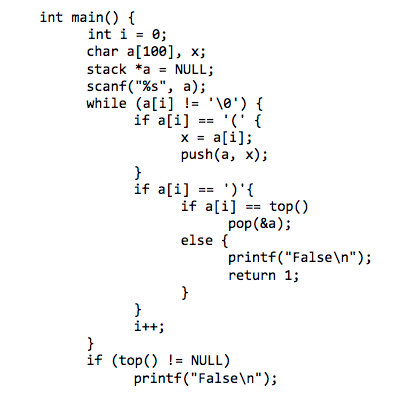 int main() {
int i = 0;
char a[100], x;
stack *a = NULL;
scanf("%s", a);
while (a[i] != '\0') {
if a[i] == '(' {
x = a[i];
push(a, x);
}
if a[i] == ')'{
if a[i] == top()
pop(&a);
else {
printf("False\n");
return 1;
}
}
i++;
}
if (top() != NULL)
printf("False\n");